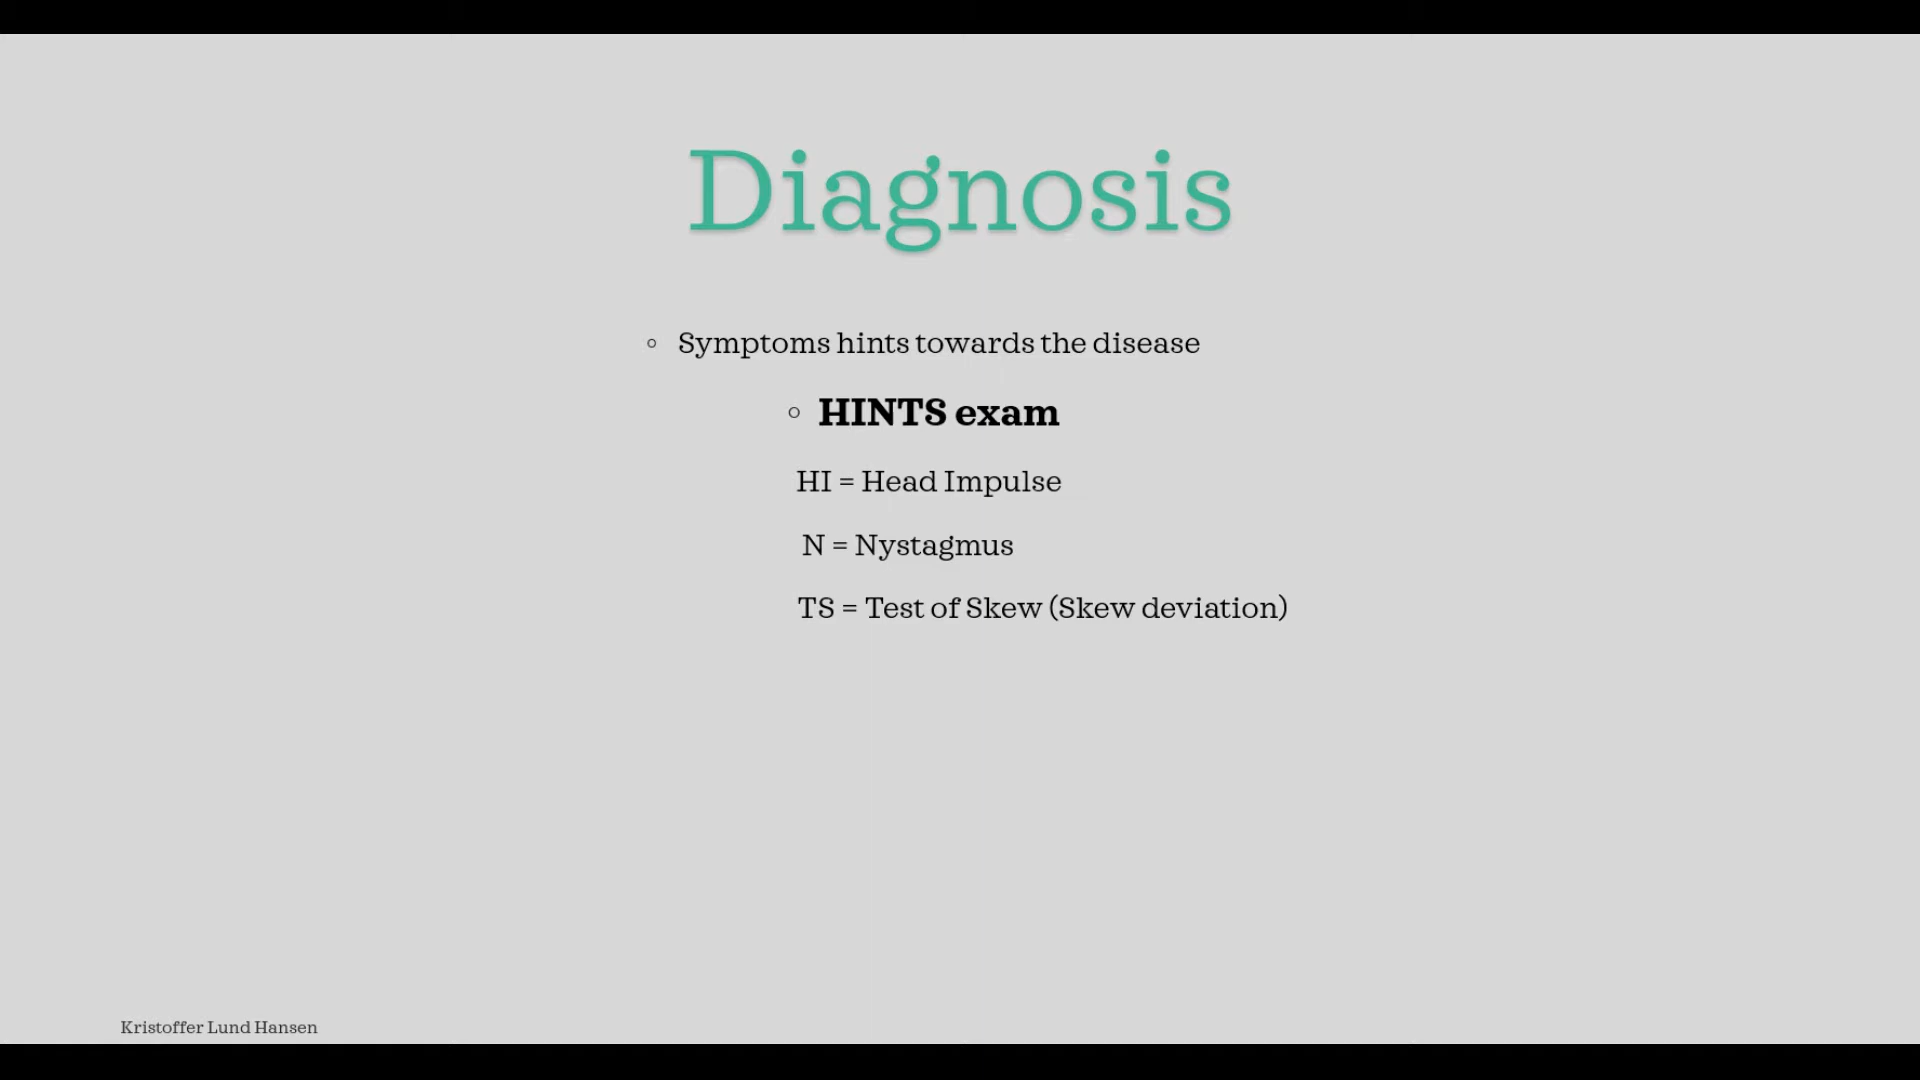 Diagnosis
◦ Symptoms hints towards the disease
◦ HINTS exam
HI = Head Impulse
N = Nystagmus
TS = Test of Skew (Skew deviation)
Kristoffer Lund Hansen